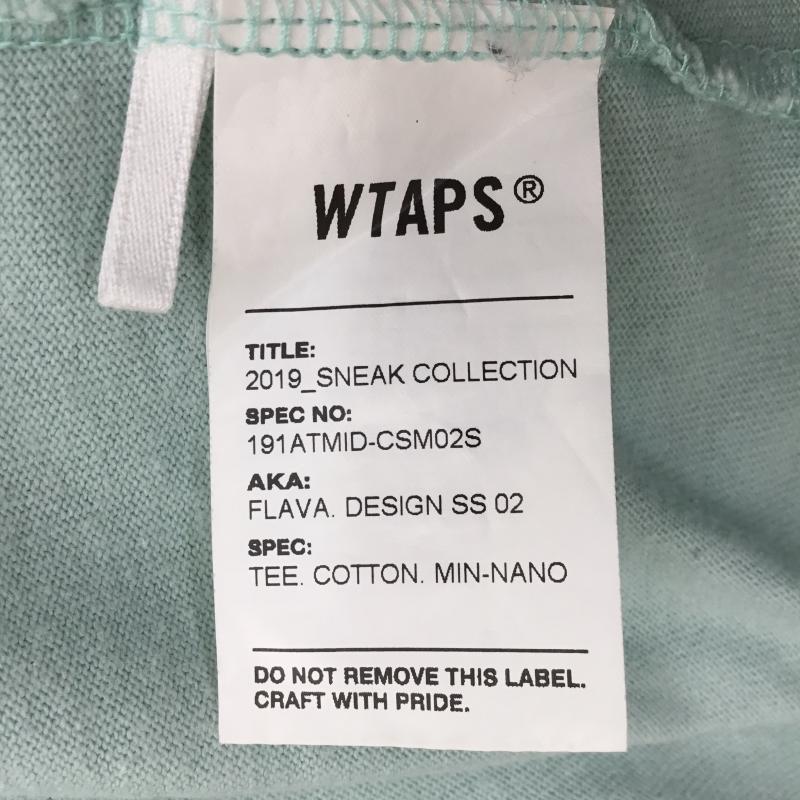 WTAPS®
TITLE:
2019_SNEAK COLLECTION
SPEC NO:
191ATMID-CSM02S
AKA:
FLAVA. DESIGN SS 02
SPEC:
TEE. COTTON. MIN-NANO
DO NOT REMOVE THIS LABEL.
CRAFT WITH PRIDE.